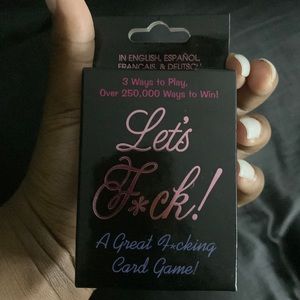 IN ENGLISH, ESPAÑOL,
FRANCAIS, & DEUTSCH
3 Ways to Play,
Over 250,000 Ways to Win!
Let's
F*ck!
A Great F*cking
Card Game!